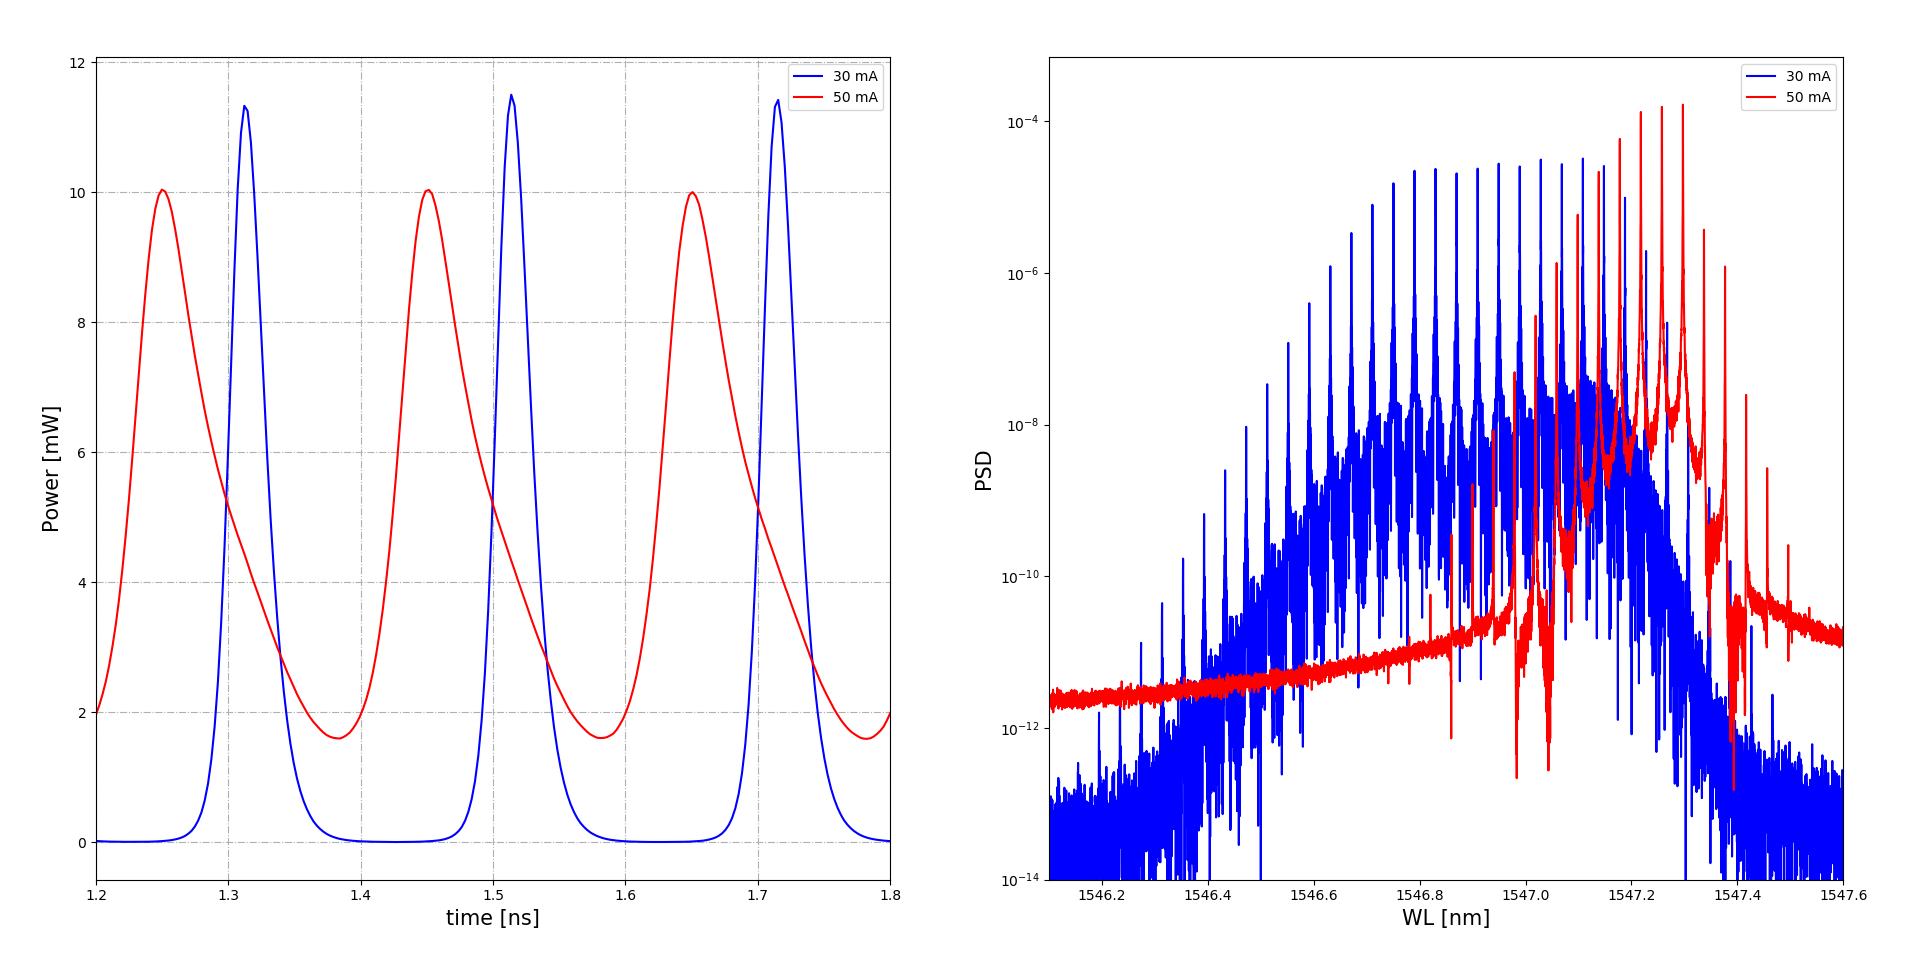 30 mA
50 mA
12
10
8
6
4
2
0
Power [mW]
1.2 1.3 1.4 1.5 1.6 1.7 1.8
time [ns]
30 mA
50 mA
10⁻⁴
10⁻⁶
10⁻⁸
10⁻¹⁰
10⁻¹²
10⁻¹⁴
PSD
1546.2 1546.4 1546.6 1546.8 1547.0 1547.2 1547.4 1547.6
WL [nm]